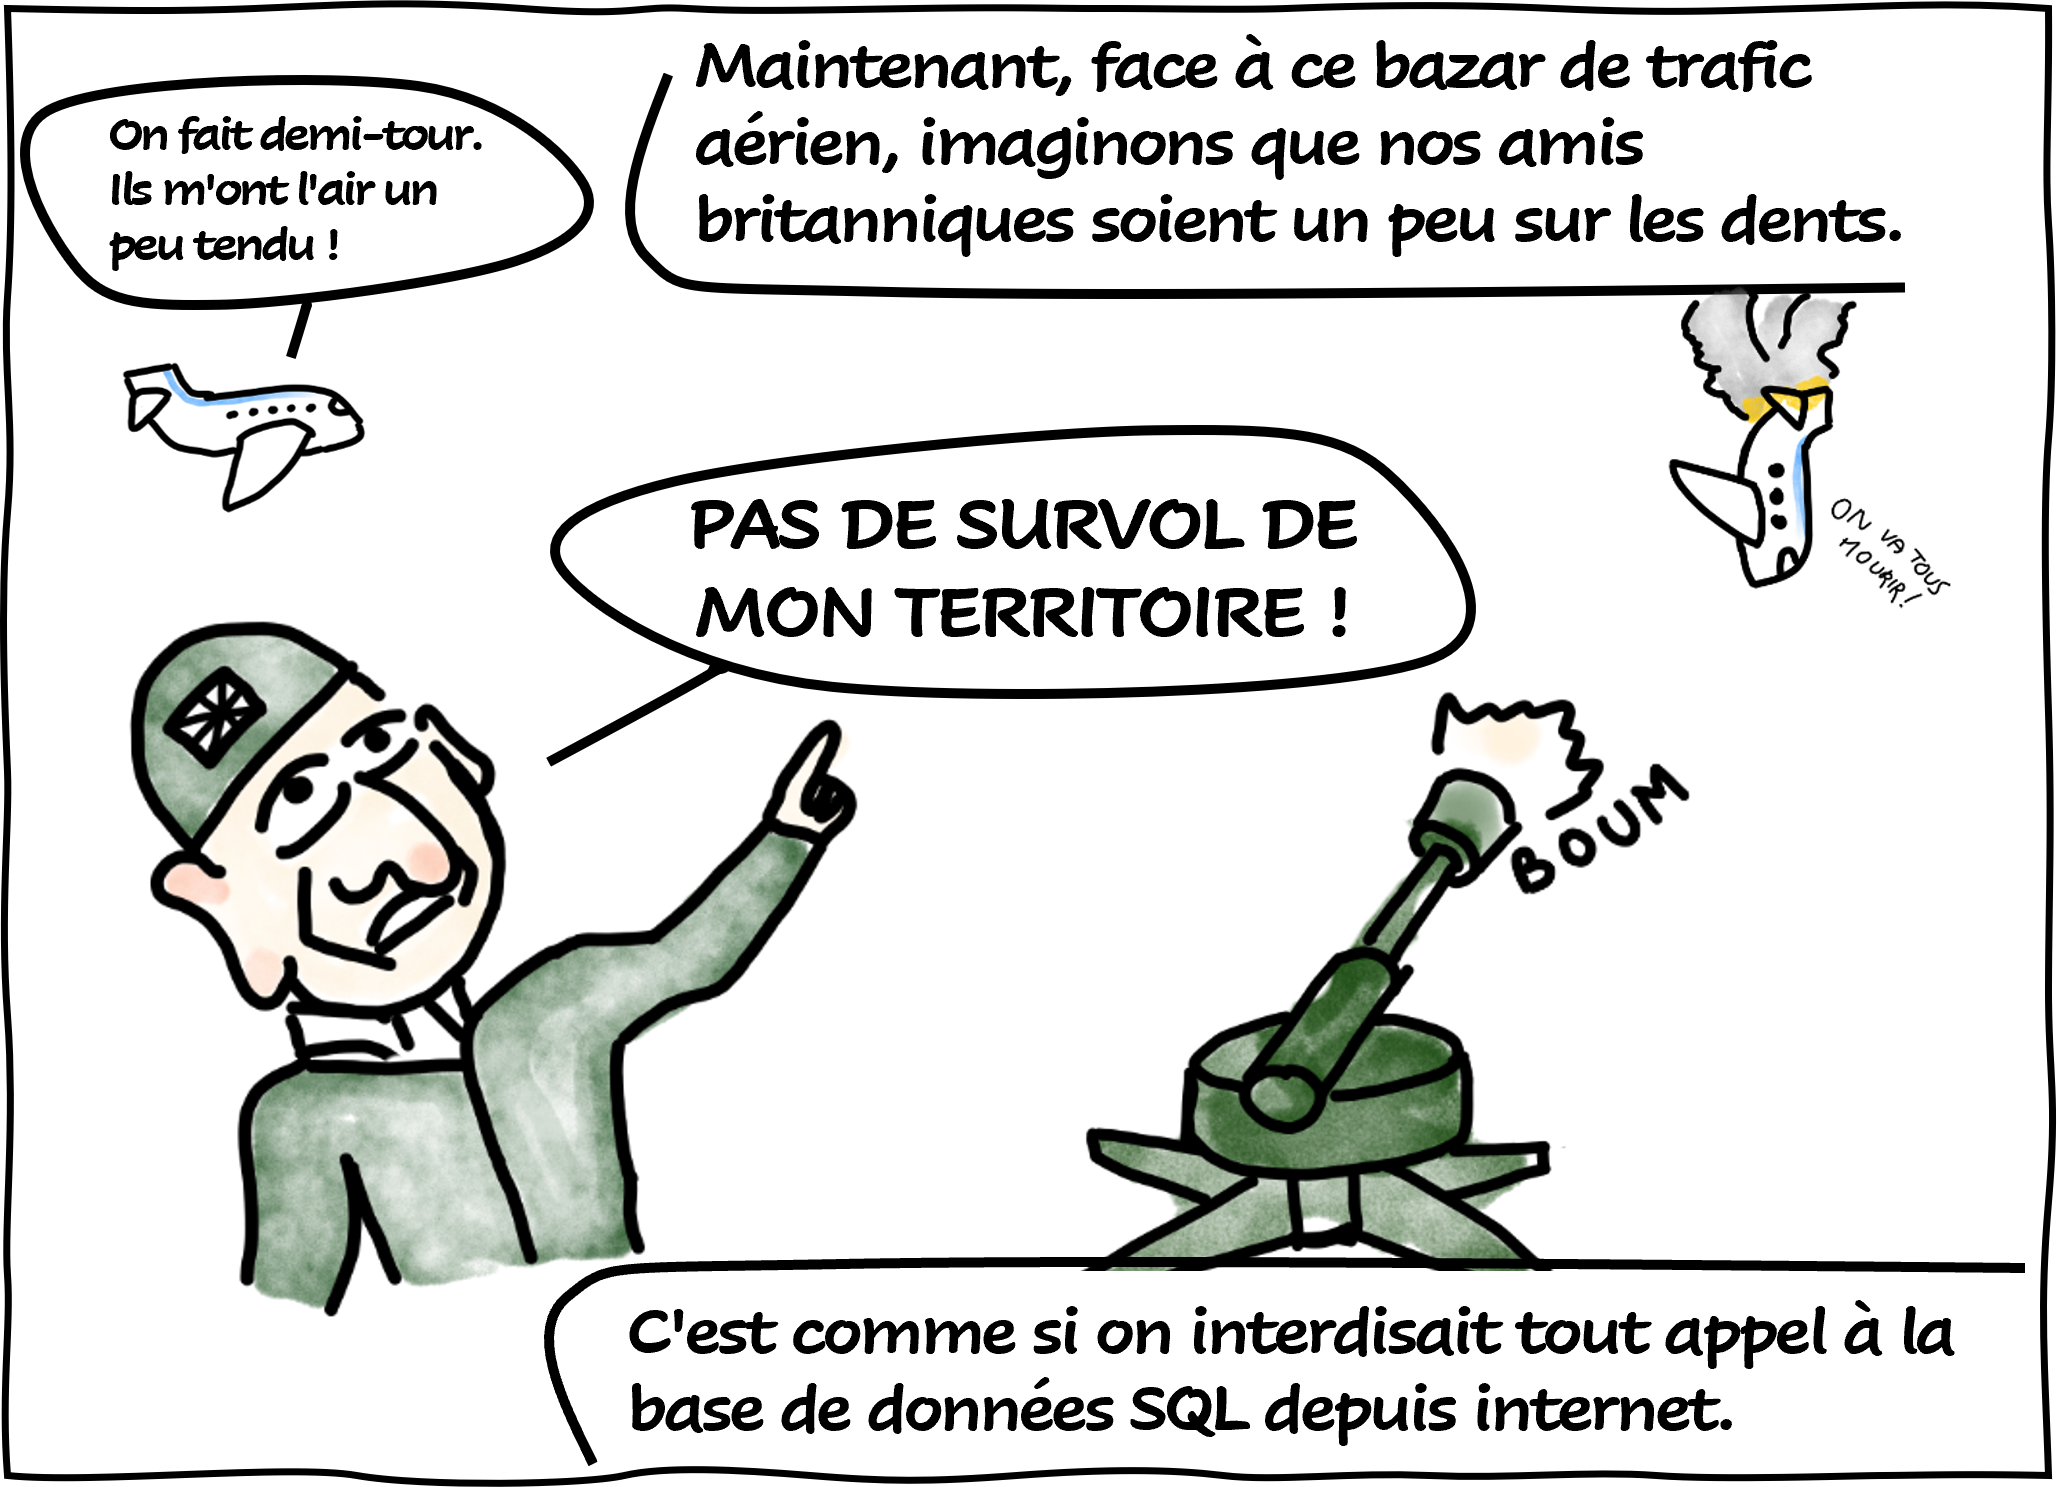 Maintenant, face à ce bazar de trafic
aérien, imaginons que nos amis
britanniques soient un peu sur les dents.
On fait demi-tour.
Ils m'ont l'air un
peu tendu !
PAS DE SURVOL DE
MON TERRITOIRE !
ON VA TOUS
MOURIR !
BOUM
C'est comme si on interdisait tout appel à la
base de données SQL depuis internet.